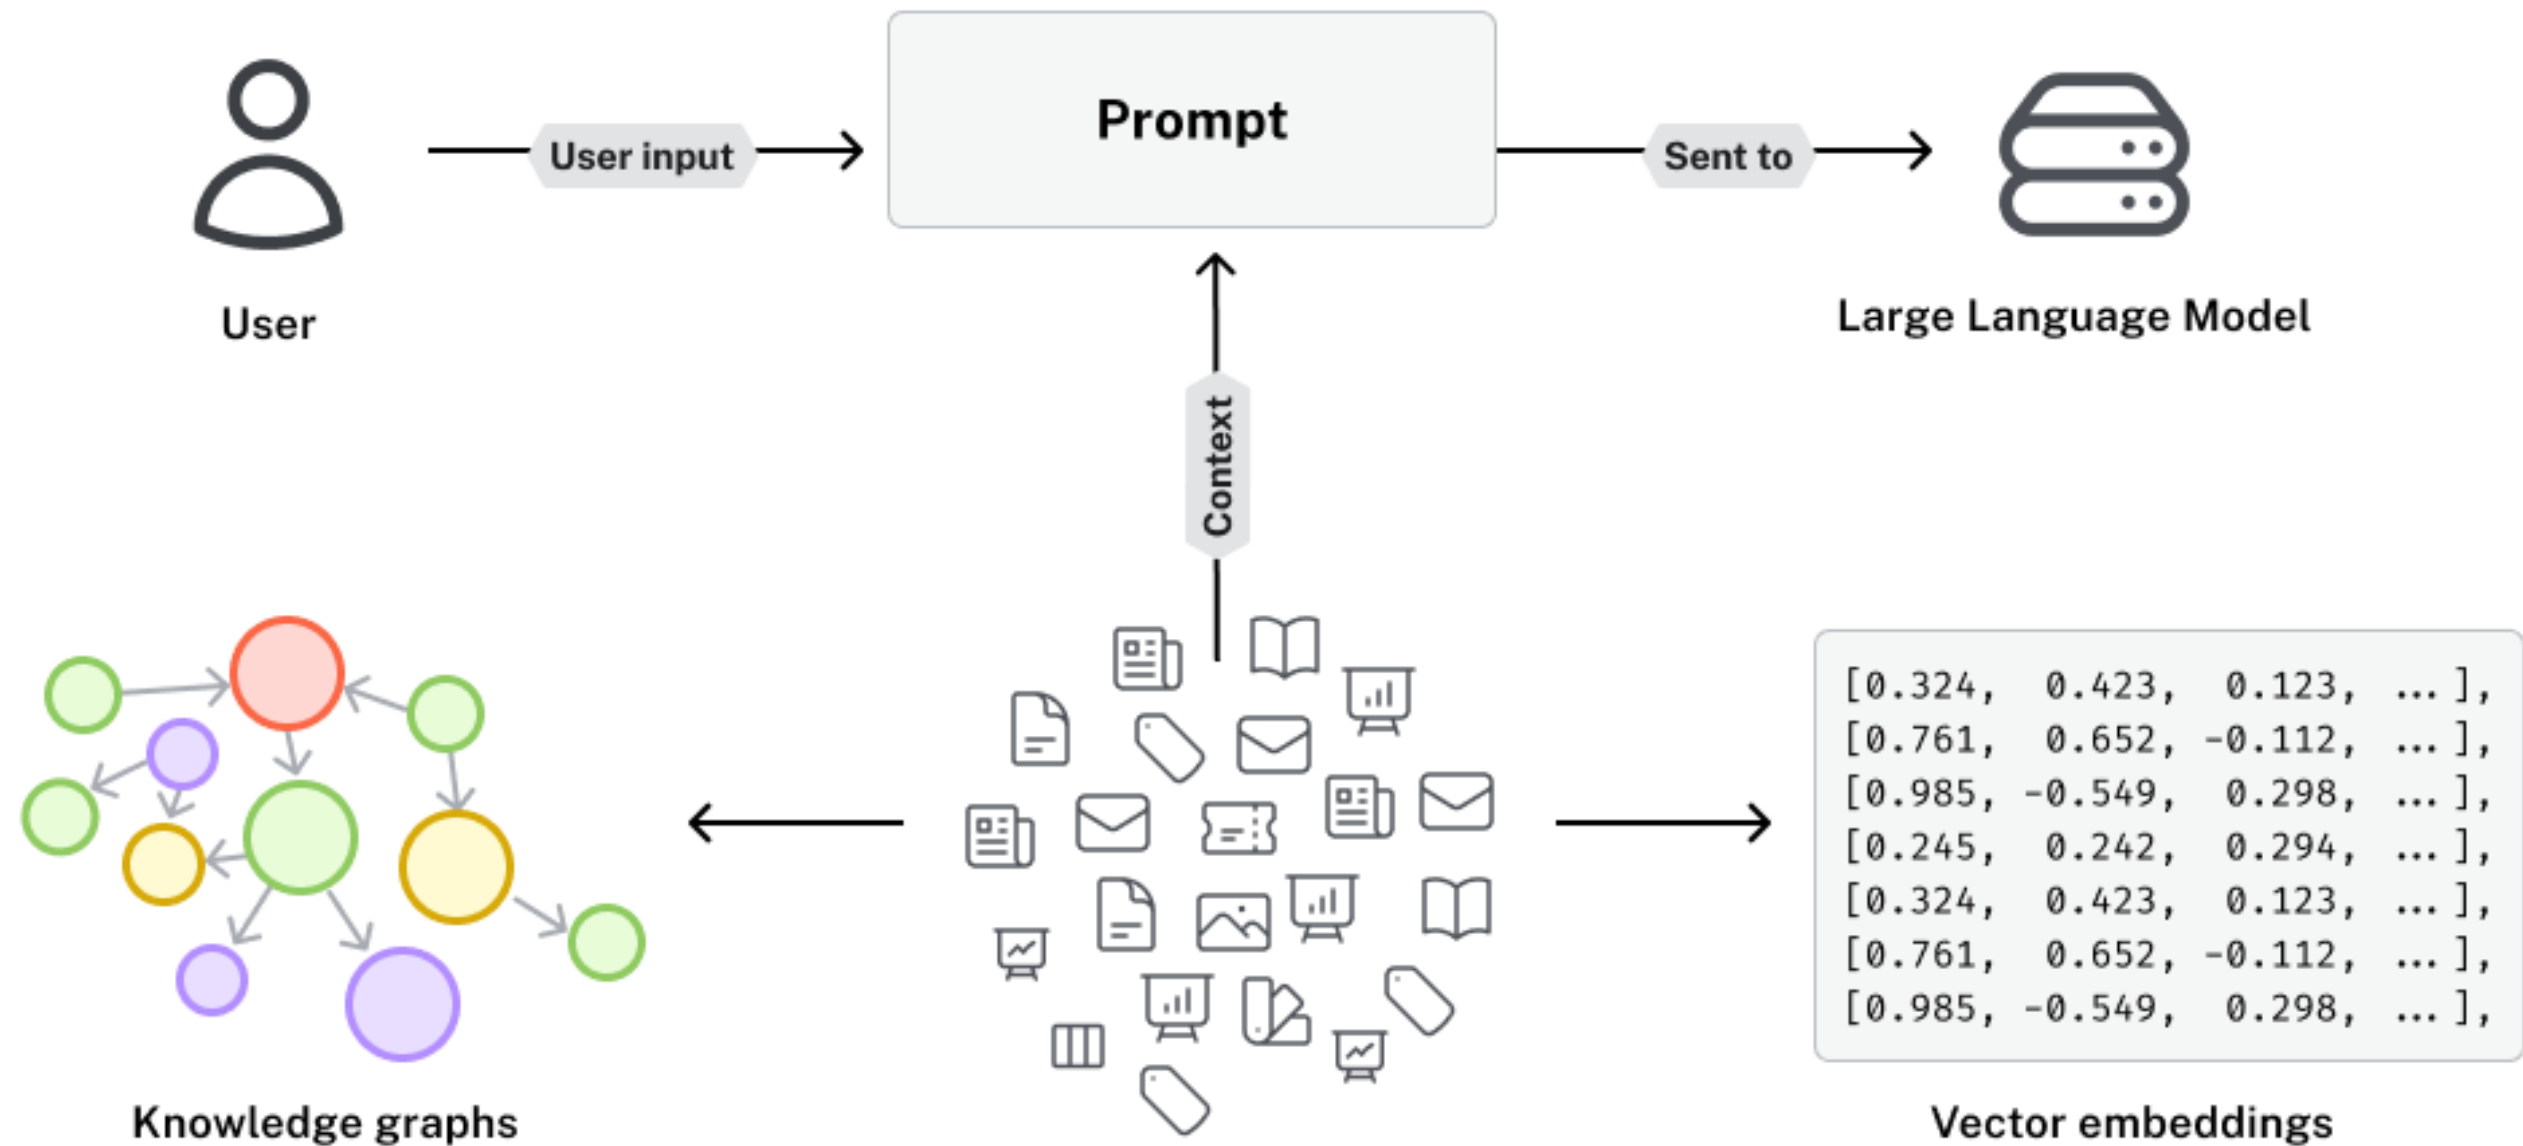 Prompt
User input
Sent to
User
Large Language Model
Context
[0.324, 0.423, 0.123, ... ],
[0.761, 0.652, -0.112, ... ],
[0.985, -0.549, 0.298, ... ],
[0.245, 0.242, 0.294, ... ],
[0.324, 0.423, 0.123, ... ],
[0.761, 0.652, -0.112, ... ],
[0.985, -0.549, 0.298, ... ],
Knowledge graphs
Vector embeddings